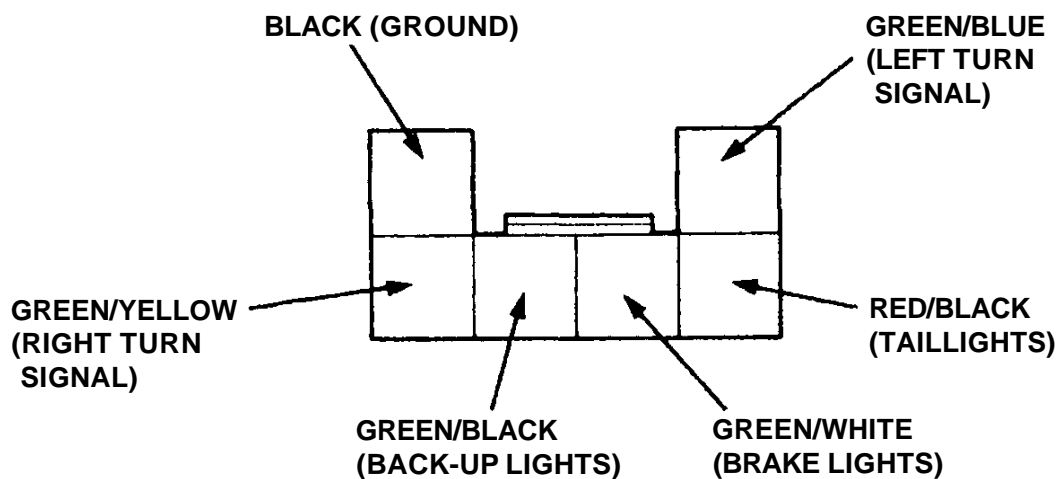 BLACK (GROUND)
GREEN/BLUE
(LEFT TURN
SIGNAL)
GREEN/YELLOW
(RIGHT TURN
SIGNAL)
RED/BLACK
(TAILLIGHTS)
GREEN/BLACK
(BACK-UP LIGHTS)
GREEN/WHITE
(BRAKE LIGHTS)